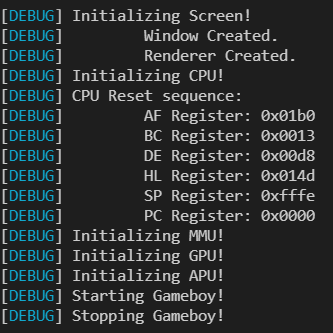 [DEBUG] Initializing Screen!
[DEBUG] Window Created.
[DEBUG] Renderer Created.
[DEBUG] Initializing CPU!
[DEBUG] CPU Reset sequence:
[DEBUG] AF Register: 0x01b0
[DEBUG] BC Register: 0x0013
[DEBUG] DE Register: 0x00d8
[DEBUG] HL Register: 0x014d
[DEBUG] SP Register: 0xfffe
[DEBUG] PC Register: 0x0000
[DEBUG] Initializing MMU!
[DEBUG] Initializing GPU!
[DEBUG] Initializing APU!
[DEBUG] Starting Gameboy!
[DEBUG] Stopping Gameboy!